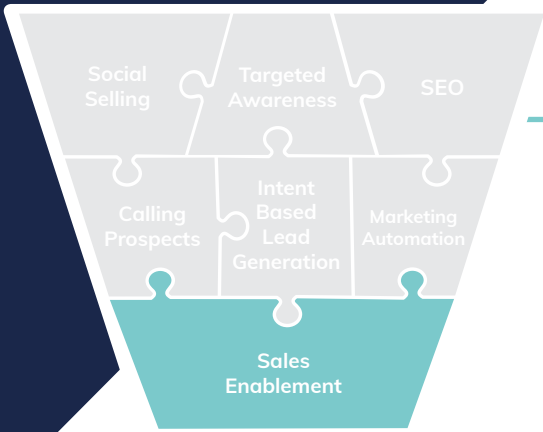 Social
Selling
Targeted
Awareness
SEO
Calling
Prospects
Intent
Based
Lead
Generation
Marketing
Automation
Sales
Enablement